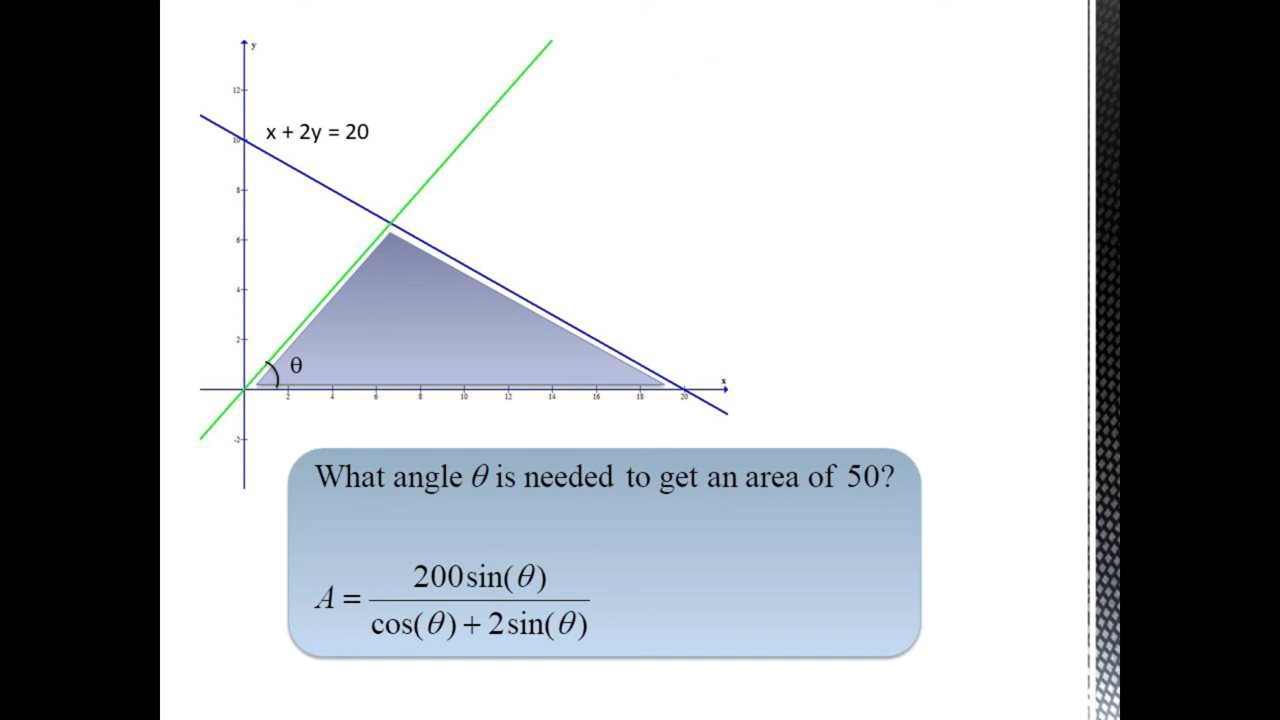 y
12
x + 2y = 20
10
8
6
4
2
θ
x
2 4 6 8 10 12 14 16 18 20
-2
What angle θ is needed to get an area of 50?
A = 200sin(θ) / cos(θ) + 2sin(θ)